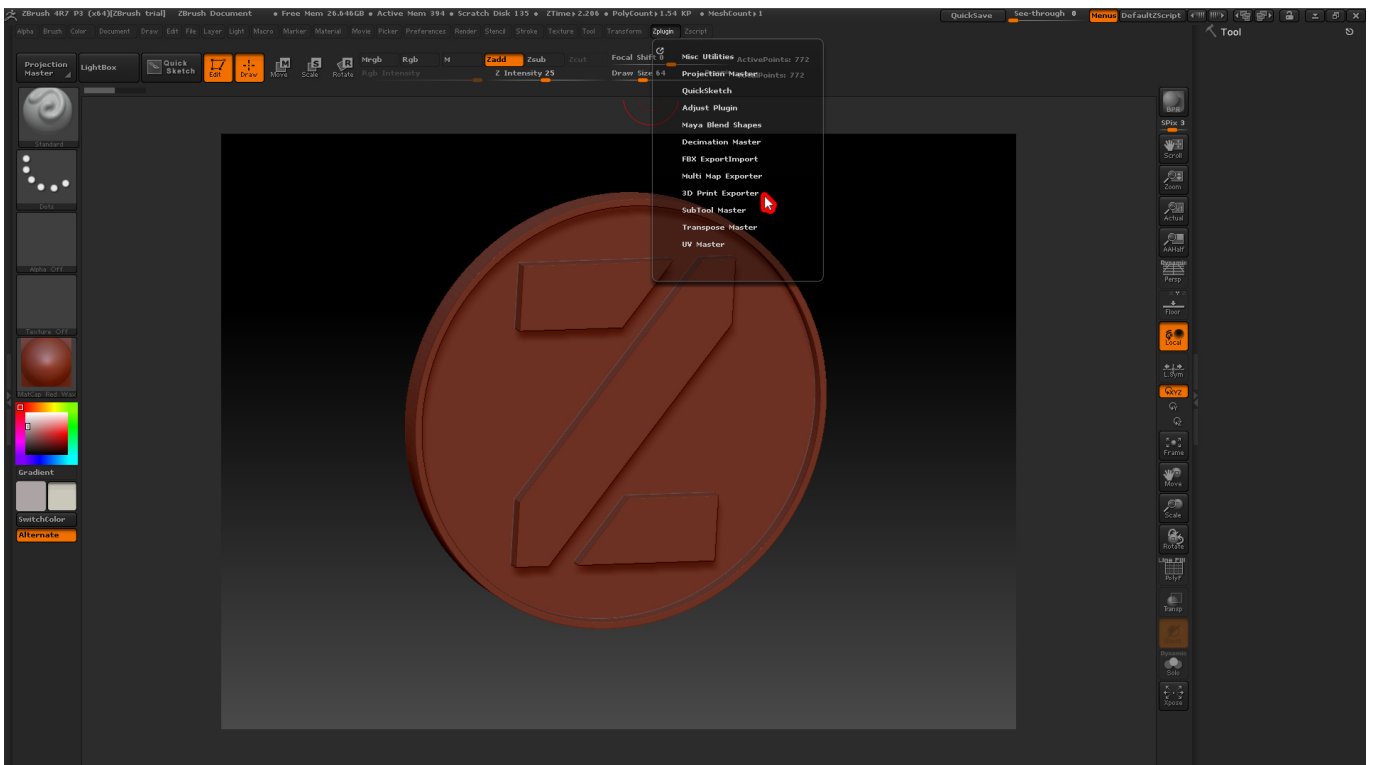 ZBrush 4R7 P3 (x64)[ZBrush trial] ZBrush Document • Free Mem 26.646GB • Active Mem 394 • Scratch Disk 135 • ZTime▸2.206 • PolyCount▸1.54 KP • MeshCount▸1 QuickSave See-through 0 Menus DefaultZScript
Alpha Brush Color Document Draw Edit File Layer Light Macro Marker Material Movie Picker Preferences Render Stencil Stroke Texture Tool Transform Zplugin Zscript
Tool
Projection Master
LightBox
Quick Sketch
Edit
Draw
Move
Scale
Rotate
Mrgb Rgb M
Rgb Intensity
Zadd Zsub Zcut
Z Intensity 25
Focal Shift 0
Draw Size 64
ActivePoints: 772
Points: 772
Misc Utilities
Projection Master
QuickSketch
Adjust Plugin
Maya Blend Shapes
Decimation Master
FBX ExportImport
Multi Map Exporter
3D Print Exporter
SubTool Master
Transpose Master
UV Master
Standard
Dots
Alpha Off
Texture Off
MatCap Red Wax
Gradient
SwitchColor
Alternate
BPR
SPix 3
Scroll
Zoom
Actual
AAHalf
Dynamic
Persp
Floor
Local
L.Sym
XYZ
Y
Z
Frame
Move
Scale
Rotate
Line Fill
PolyF
Transp
Dynamic
Solo
Xpose